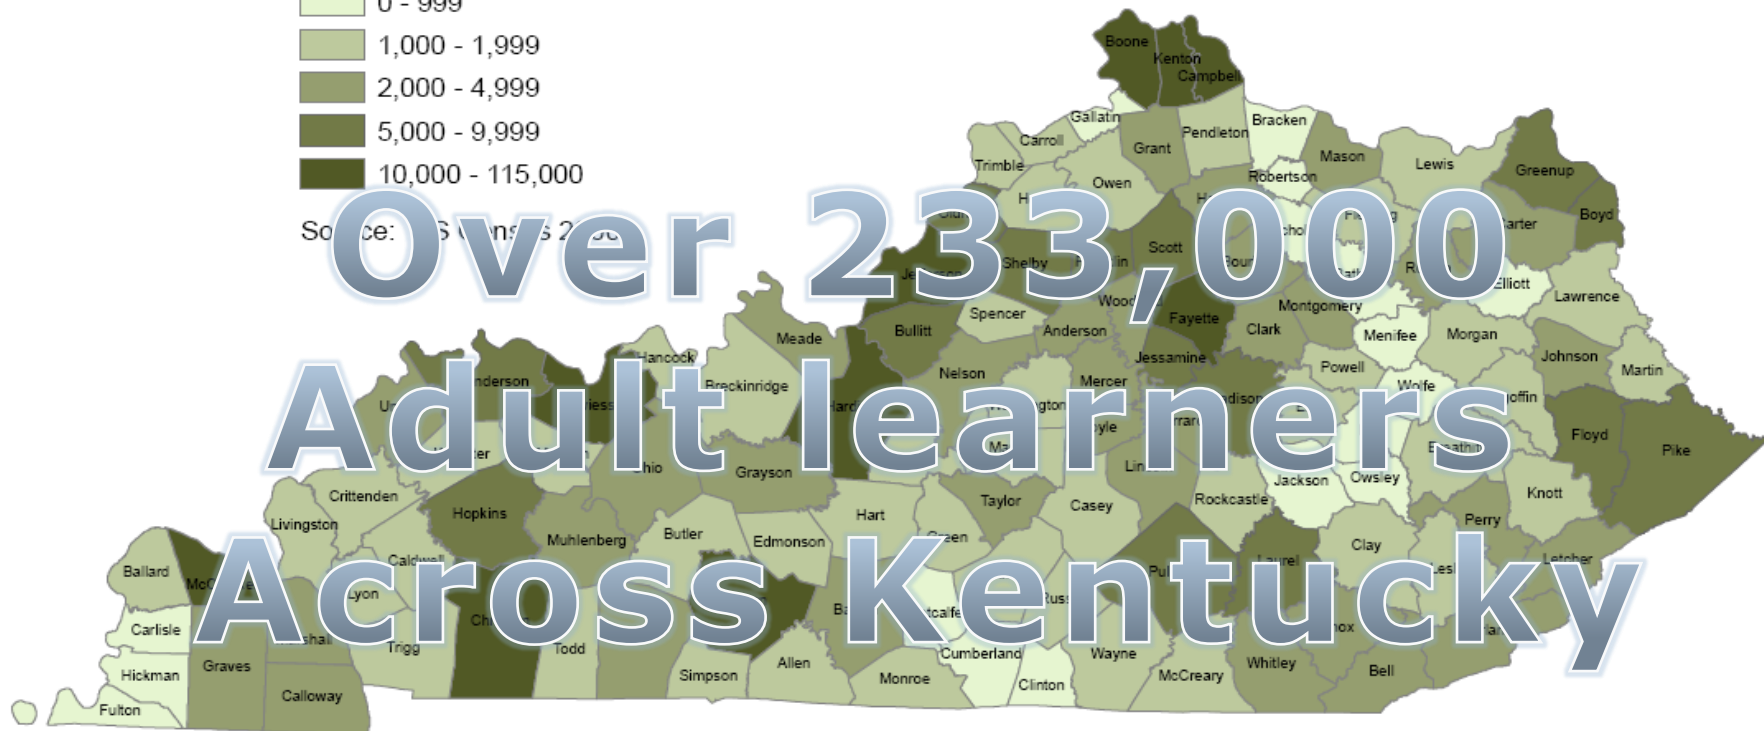 0 - 999
1,000 - 1,999
2,000 - 4,999
5,000 - 9,999
10,000 - 115,000
Over 233,000
Adult learners
Across Kentucky
Boone
Kenton
Campbell
Gallatin
Carroll
Trimble
Grant
Pendleton
Bracken
Robertson
Mason
Lewis
Greenup
Boyd
Owen
Scott
Shelby
Spencer
Bullitt
Anderson
Fayette
Jessamine
Clark
Montgomery
Menifee
Morgan
Lawrence
Johnson
Martin
Powell
Wolfe
Meade
Hancock
Breckinridge
Nelson
Mercer
Floyd
Pike
Grayson
Ohio
Crittenden
Livingston
Hopkins
Muhlenberg
Butler
Edmonson
Hart
Green
Taylor
Casey
Rockcastle
Jackson
Owsley
Knott
Perry
Letcher
Clay
Laurel
Ballard
Carlisle
Hickman
Fulton
Graves
Calloway
Caldwell
Lyon
Trigg
Todd
Simpson
Allen
Monroe
Cumberland
Clinton
Wayne
McCreary
Whitley
Bell